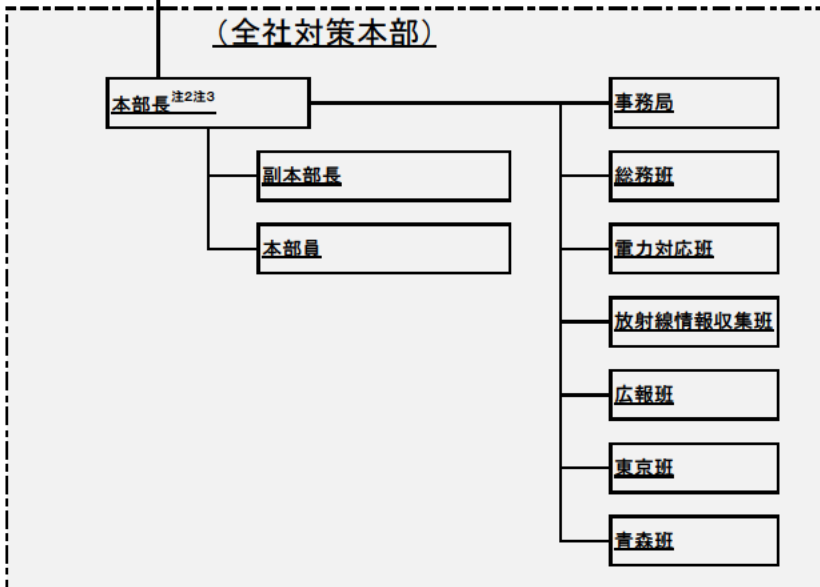 （全社対策本部）
本部長注2注3
事務局
副本部長
総務班
本部員
電力対応班
放射線情報収集班
広報班
東京班
青森班